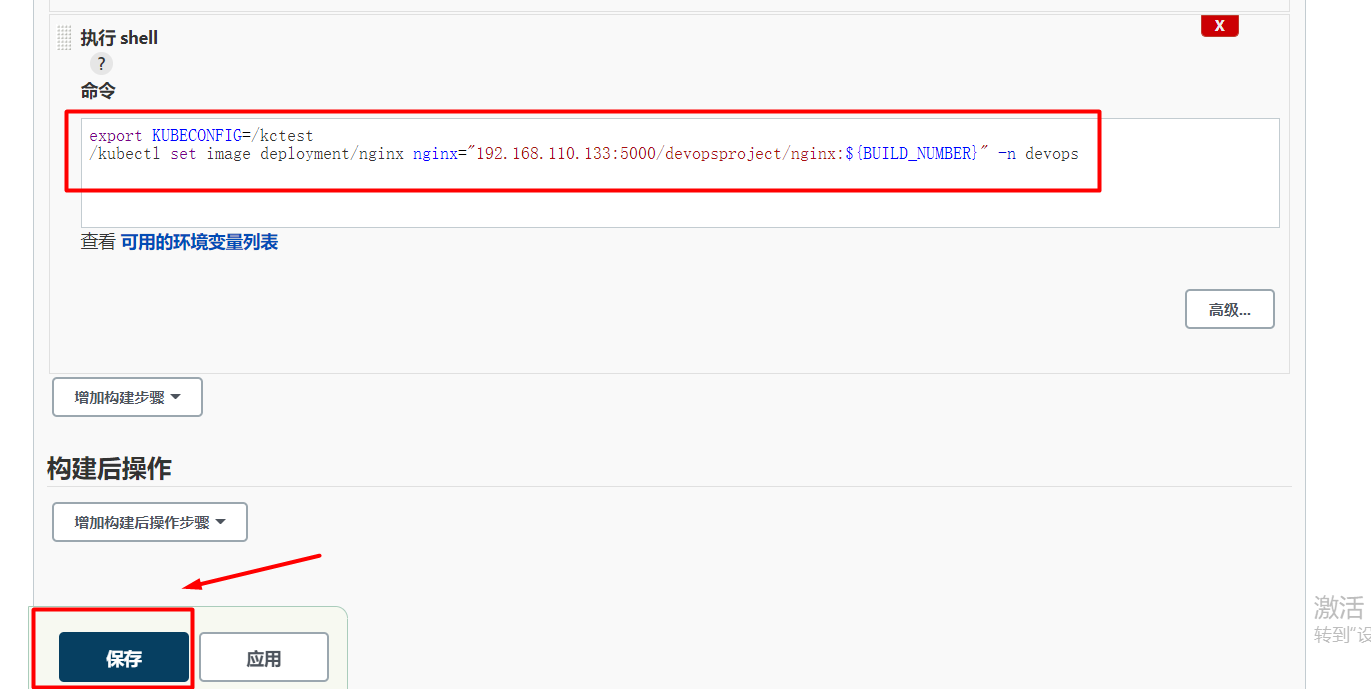 执行 shell
X
?
命令
export KUBECONFIG=/kctest
/kubectl set image deployment/nginx nginx="192.168.110.133:5000/devopsproject/nginx:${BUILD_NUMBER}" -n devops
查看 可用的环境变量列表
高级...
增加构建步骤
构建后操作
增加构建后操作步骤
激活
转到“设
保存
应用